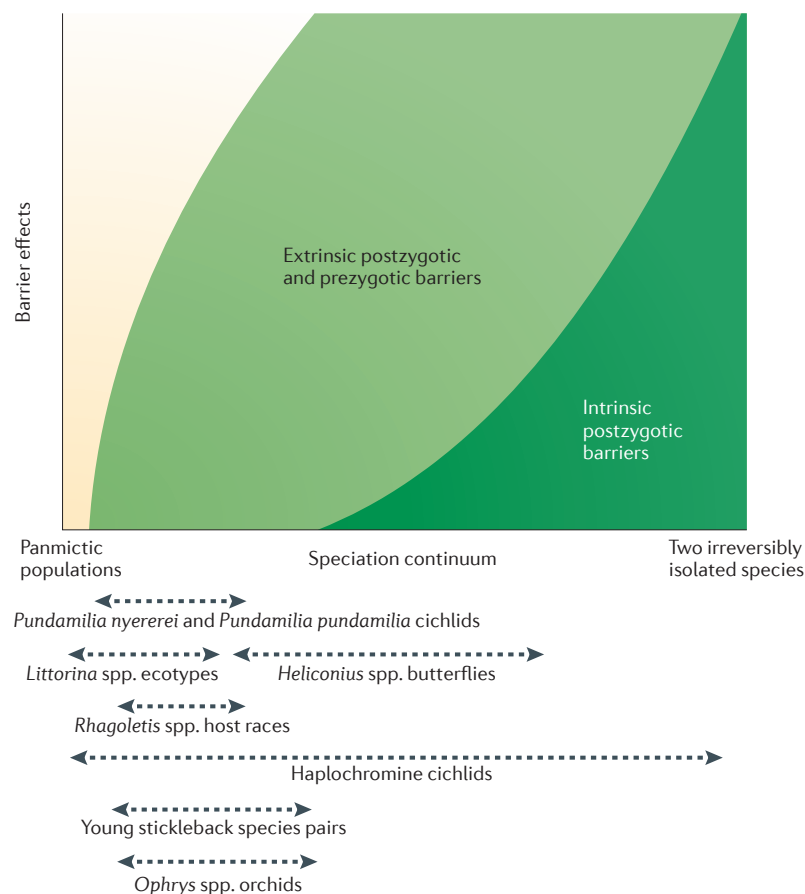 Barrier effects
Extrinsic postzygotic
and prezygotic barriers
Intrinsic
postzygotic
barriers
Panmictic
populations
Speciation continuum
Two irreversibly
isolated species
Pundamilia nyererei and Pundamilia pundamilia cichlids
Littorina spp. ecotypes
Heliconius spp. butterflies
Rhagoletis spp. host races
Haplochromine cichlids
Young stickleback species pairs
Ophrys spp. orchids